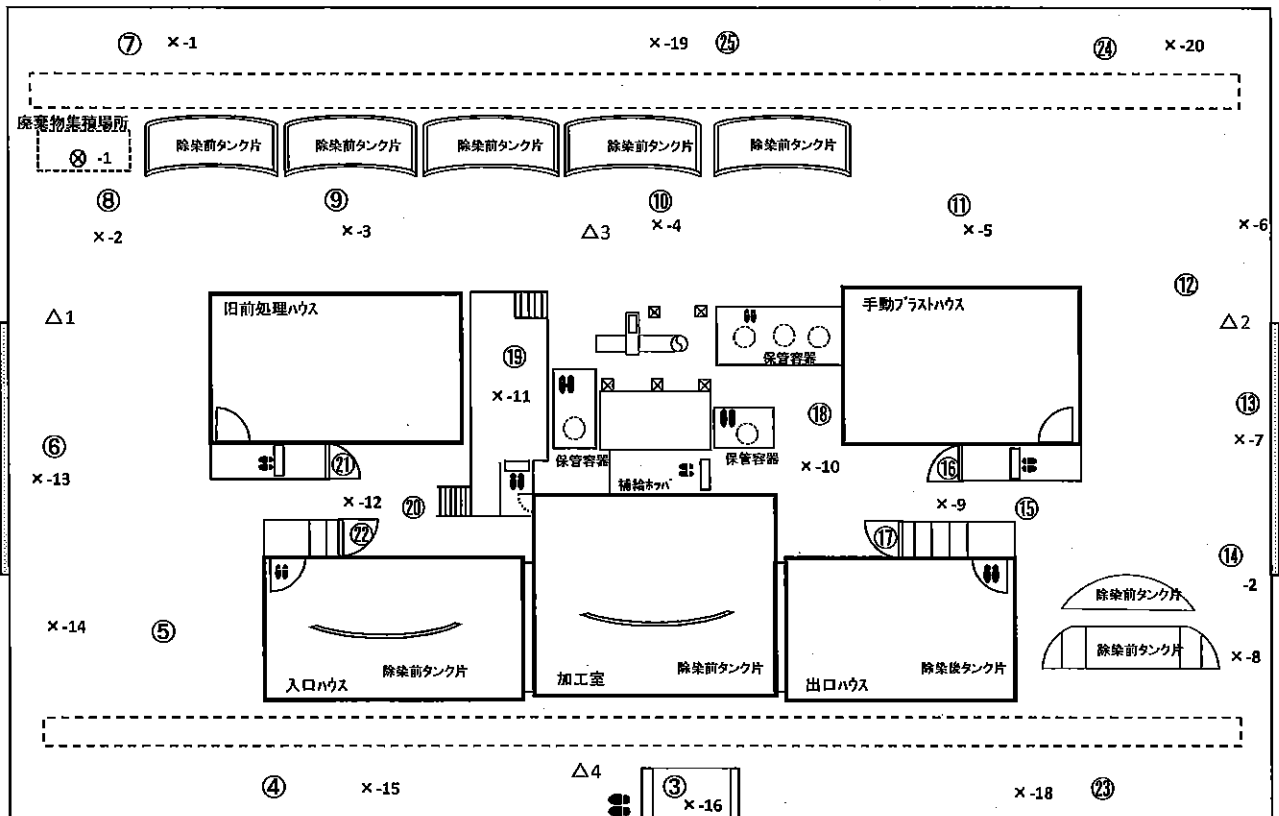 ⑦ ×-1 ×-19 ㉕ ㉔ ×-20
廃棄物集積場所
⊗ -1
除染前タンク片 除染前タンク片 除染前タンク片 除染前タンク片 除染前タンク片
⑧ ⑨ ⑩ ⑪
×-2 ×-3 △3 ×-4 ×-5 ×-6
⑫
旧前処理ハウス 手動ブラストハウス
△1 △2
保管容器
⑲
×-11
⑬
⑱
×-7
⑥
保管容器 保管容器
㉑ ×-10 ⑯
×-13
補給ホッパ
×-12 ⑳ ×-9 ⑮
㉒ ⑰
⑭
-2
除染前タンク片
×-14 ⑤
除染前タンク片 ×-8
除染前タンク片 除染前タンク片 除染後タンク片
入口ハウス 加工室 出口ハウス
△4
④ ×-15 ③ ×-18 ㉓
×-16